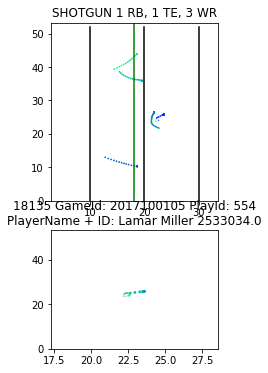 SHOTGUN 1 RB, 1 TE, 3 WR
50
40
30
20
10
0
10 20 30
18135 GameId: 2017100105 PlayId: 554
PlayerName + ID: Lamar Miller 2533034.0
40
20
0
17.5 20.0 22.5 25.0 27.5